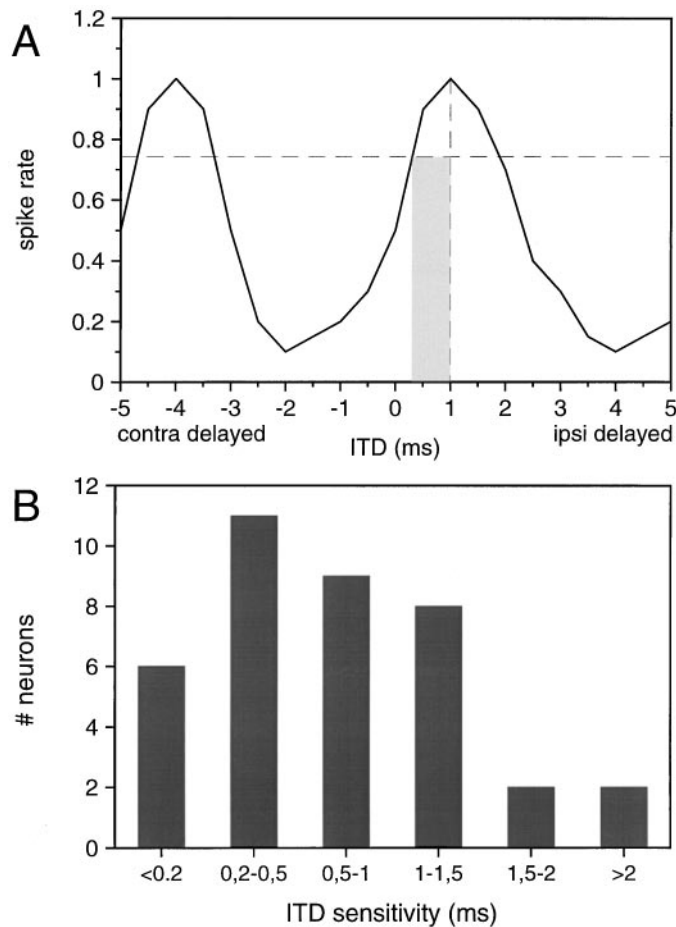 A
1.2
1
0.8
0.6
0.4
0.2
0
spike rate
-5 -4 -3 -2 -1 0 1 2 3 4 5
contra delayed ITD (ms) ipsi delayed
B
12
10
8
6
4
2
0
# neurons
<0.2 0,2-0,5 0,5-1 1-1,5 1,5-2 >2
ITD sensitivity (ms)